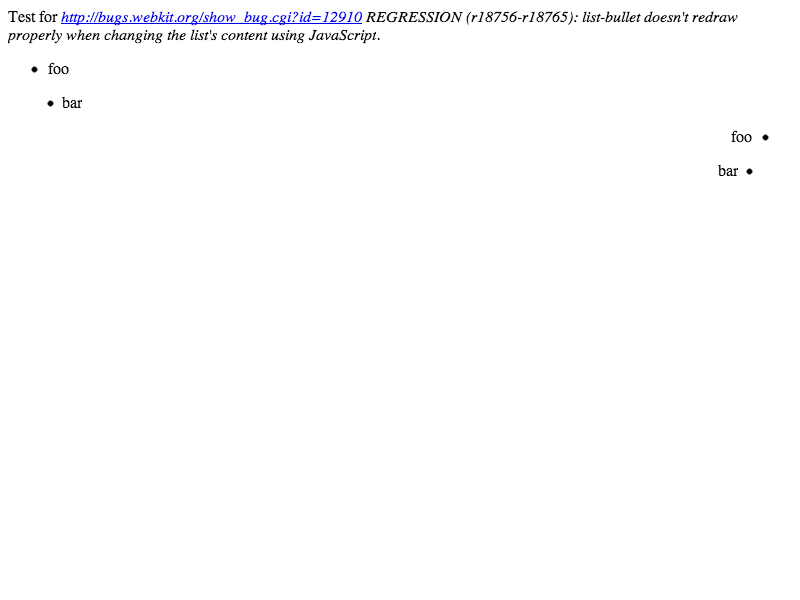 Test for http://bugs.webkit.org/show_bug.cgi?id=12910 REGRESSION (r18756-r18765): list-bullet doesn't redraw
properly when changing the list's content using JavaScript.
• foo
• bar
foo •
bar •